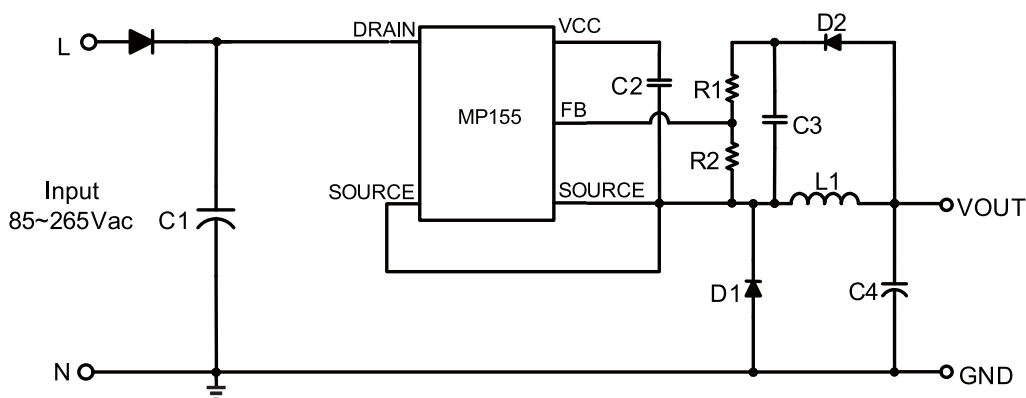 L
DRAIN
VCC
D2
C2
R1
MP155
FB
C3
R2
Input
85~265Vac
C1
SOURCE
SOURCE
L1
VOUT
D1
C4
N
GND